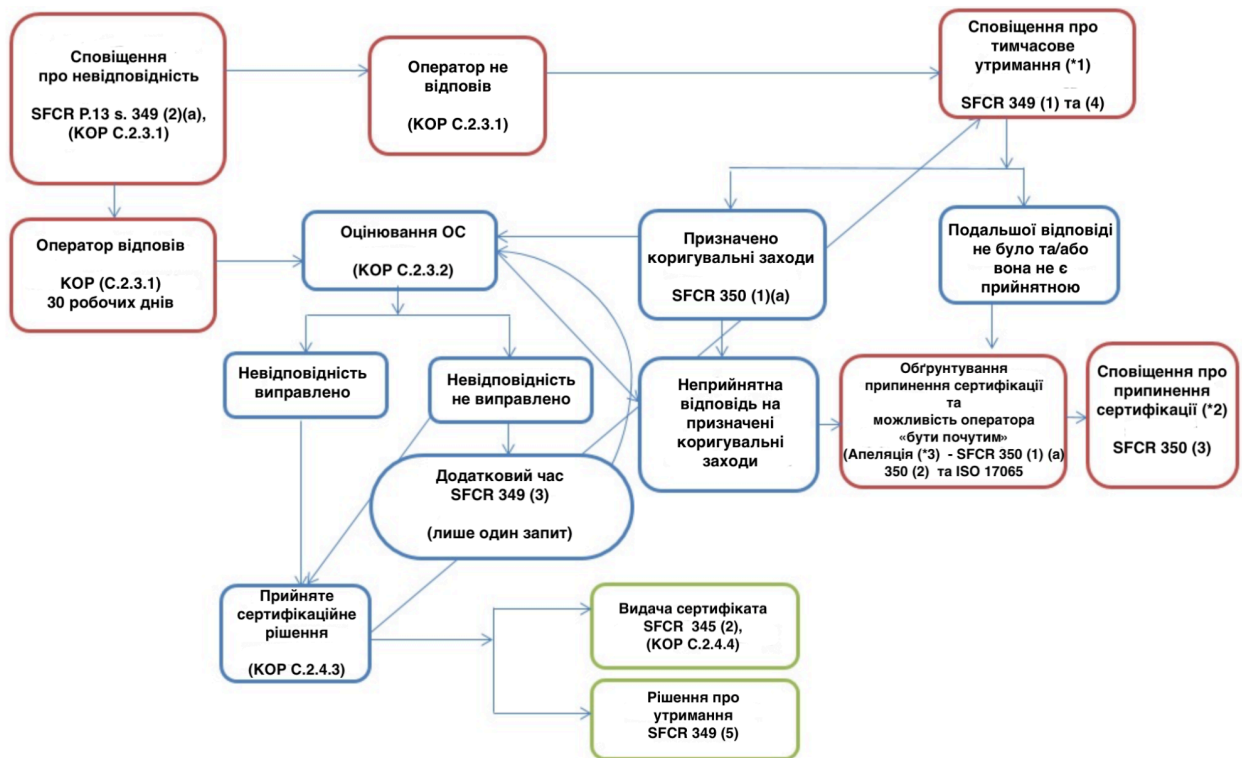 Сповіщення
про невідповідність
SFCR P.13 s. 349 (2)(a),
(КОР С.2.3.1)
Оператор не
відповів
(КОР С.2.3.1)
Сповіщення про
тимчасове
утримання (*1)
SFCR 349 (1) та (4)
Оператор відповів
КОР (С.2.3.1)
30 робочих днів
Оцінювання ОС
(КОР С.2.3.2)
Призначено
коригувальні заходи
SFCR 350 (1)(a)
Подальшої відповіді
не було та/або
вона не є
прийнятною
Невідповідність
виправлено
Невідповідність
не виправлено
Неприйнятна
відповідь на
призначені
коригувальні
заходи
Обґрунтування
припинення сертифікації
та
можливість оператора
«бути почутим»
(Апеляція (*3) - SFCR 350 (1) (a)
350 (2) та ISO 17065
Сповіщення про
припинення
сертифікації (*2)
SFCR 350 (3)
Додатковий час
SFCR 349 (3)
(лише один запит)
Прийняте
сертифікаційне
рішення
(КОР С.2.4.3)
Видача сертифіката
SFCR 345 (2),
(КОР С.2.4.4)
Рішення про
утримання
SFCR 349 (5)